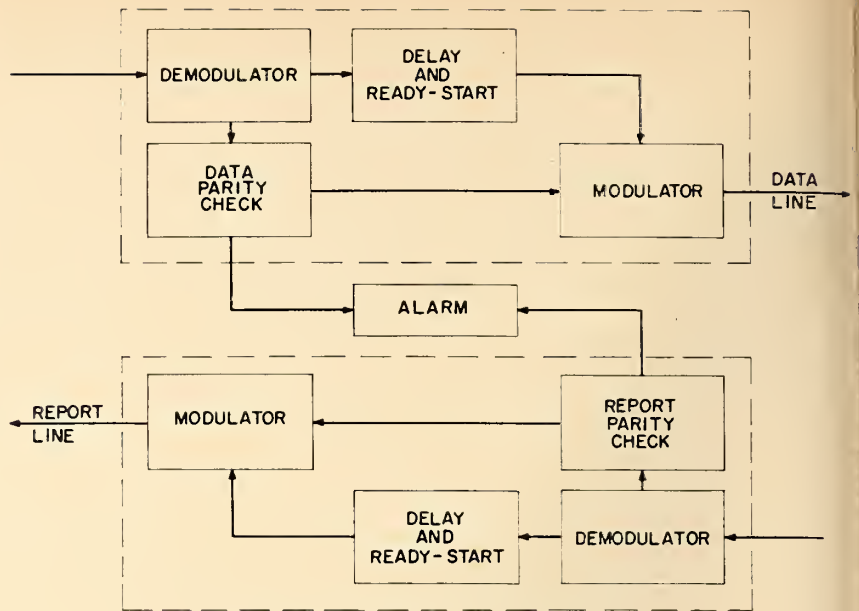 DEMODULATOR
DELAY
AND
READY-START
DATA
PARITY
CHECK
MODULATOR
DATA
LINE
ALARM
REPORT
LINE
MODULATOR
REPORT
PARITY
CHECK
DELAY
AND
READY-START
DEMODULATOR